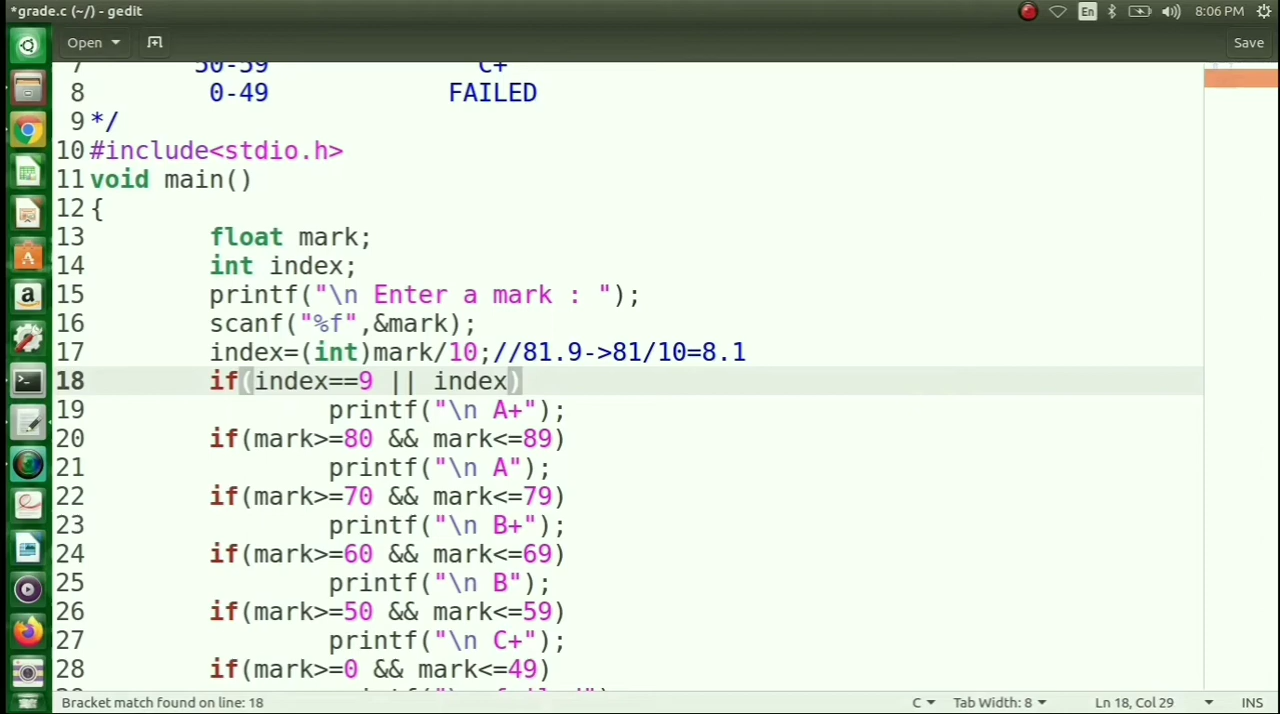 *grade.c (~/) - gedit
En
8:06 PM
Open
Save
7 50-59 C+
8 0-49 FAILED
9 */
10 #include<stdio.h>
11 void main()
12 {
13 float mark;
14 int index;
15 printf("\n Enter a mark : ");
16 scanf("%f",&mark);
17 index=(int)mark/10;//81.9->81/10=8.1
18 if(index==9 || index)
19 printf("\n A+");
20 if(mark>=80 && mark<=89)
21 printf("\n A");
22 if(mark>=70 && mark<=79)
23 printf("\n B+");
24 if(mark>=60 && mark<=69)
25 printf("\n B");
26 if(mark>=50 && mark<=59)
27 printf("\n C+");
28 if(mark>=0 && mark<=49)
Bracket match found on line: 18
C
Tab Width: 8
Ln 18, Col 29
INS